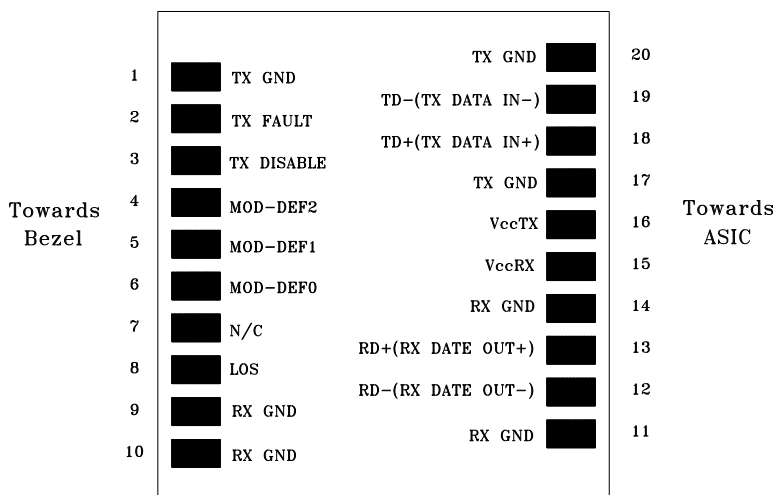 1 TX GND
2 TX FAULT
3 TX DISABLE
4 MOD-DEF2
5 MOD-DEF1
6 MOD-DEF0
7 N/C
8 LOS
9 RX GND
10 RX GND
Towards
Bezel
TX GND 20
TD-(TX DATA IN-) 19
TD+(TX DATA IN+) 18
TX GND 17
VccTX 16
VccRX 15
RX GND 14
RD+(RX DATE OUT+) 13
RD-(RX DATE OUT-) 12
RX GND 11
Towards
ASIC